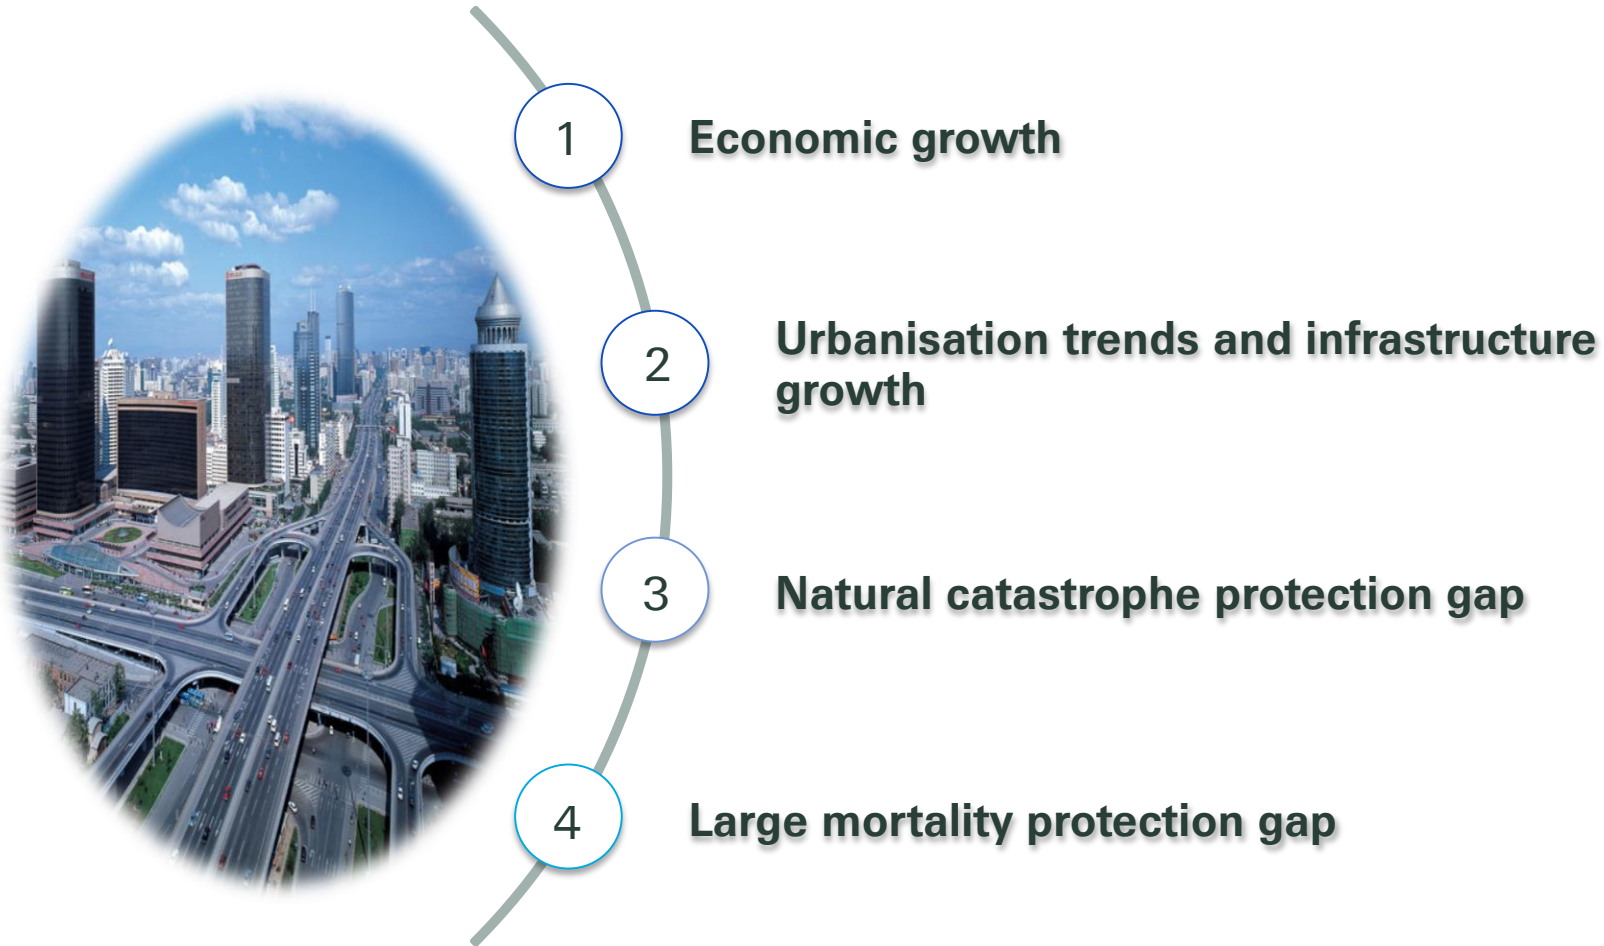 1
Economic growth
2
Urbanisation trends and infrastructure
growth
3
Natural catastrophe protection gap
4
Large mortality protection gap